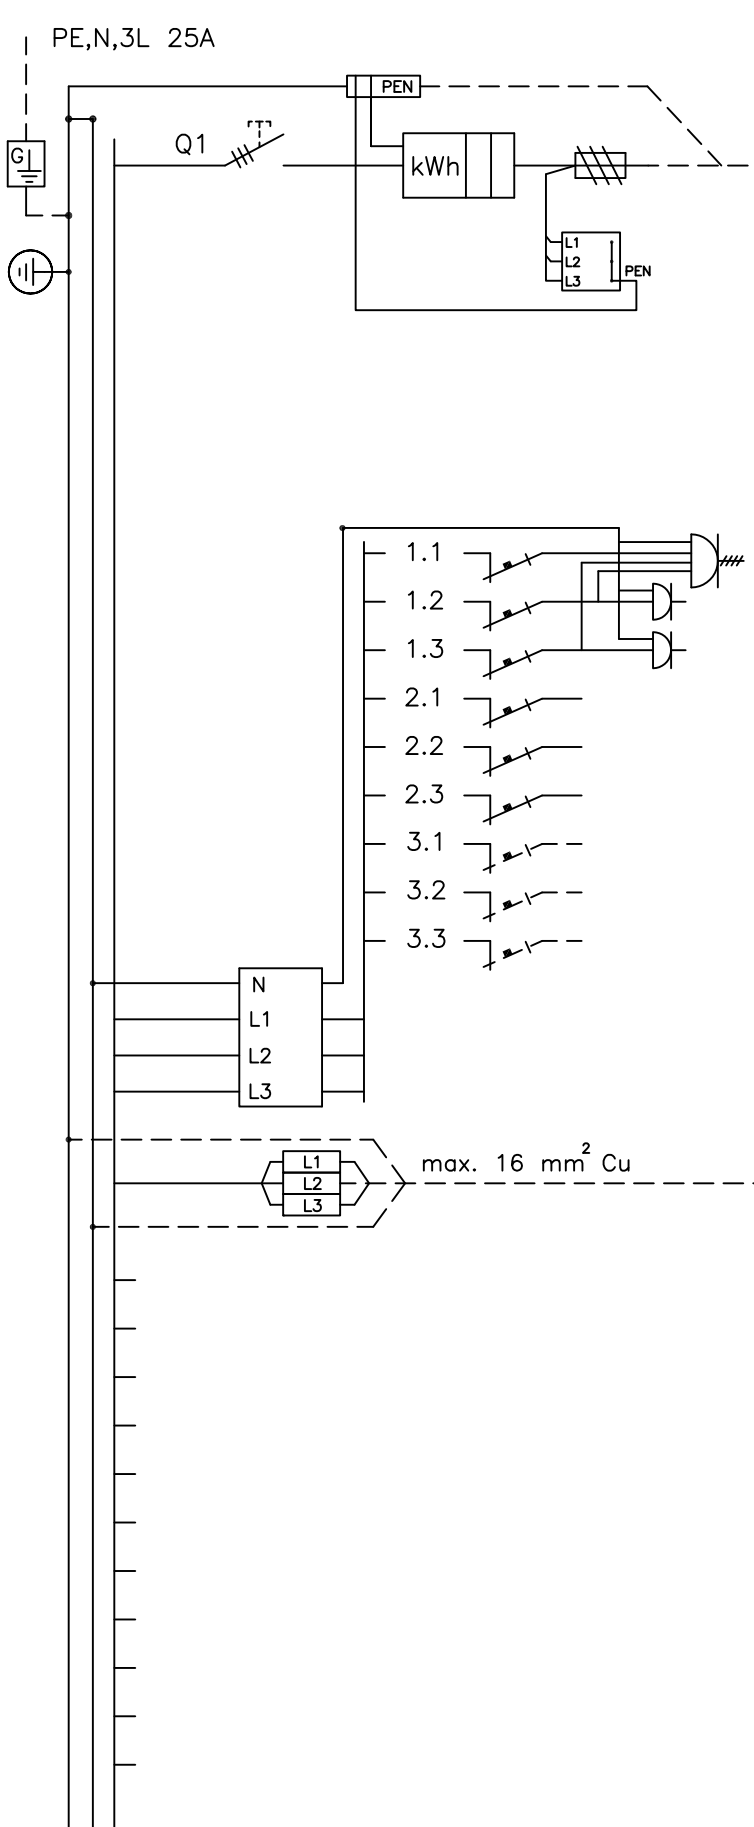 PE,N,3L 25A
PEN
Q1
G
kWh
L1
L2
L3
PEN
1.1
1.2
1.3
2.1
2.2
2.3
3.1
3.2
3.3
N
L1
L2
L3
L1
L2
L3
max. 16 mm² Cu